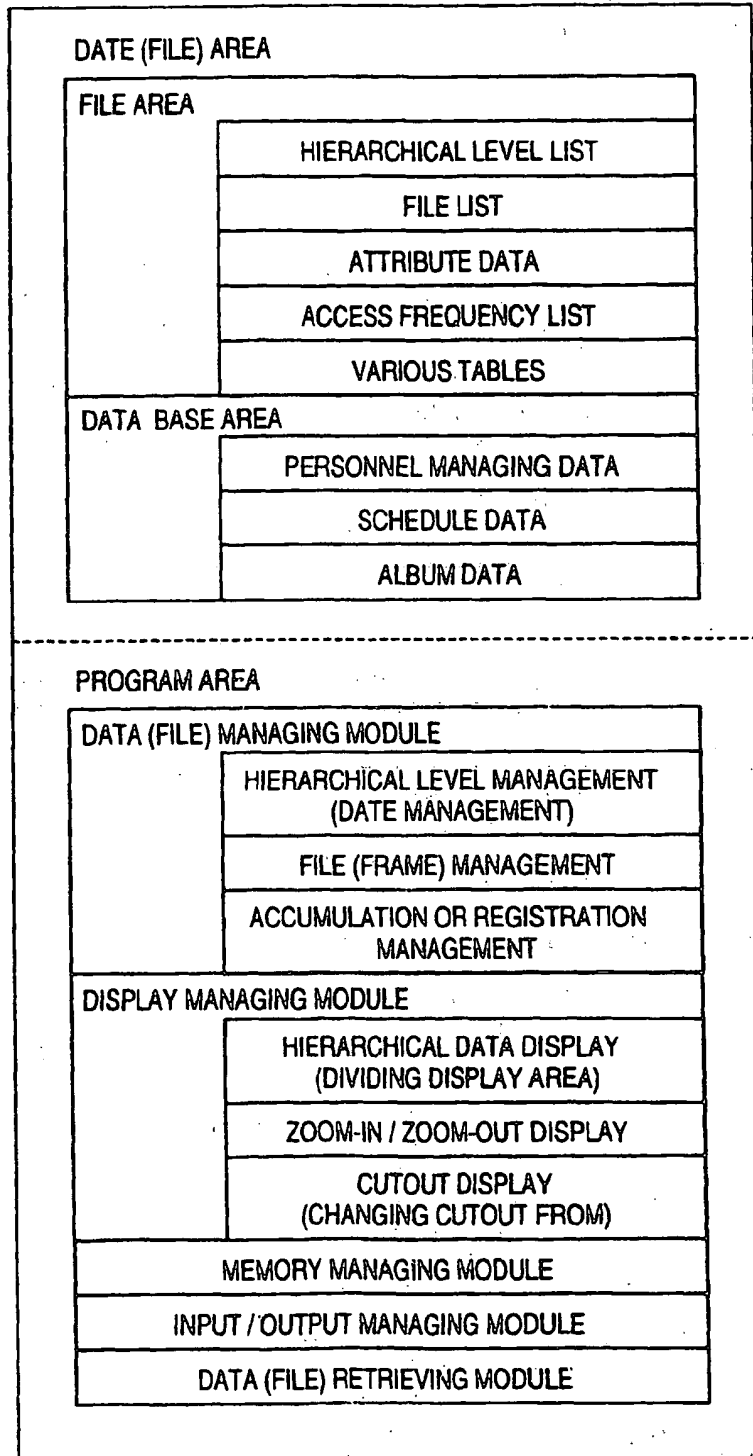 DATE (FILE) AREA
FILE AREA
HIERARCHICAL LEVEL LIST
FILE LIST
ATTRIBUTE DATA
ACCESS FREQUENCY LIST
VARIOUS TABLES
DATA BASE AREA
PERSONNEL MANAGING DATA
SCHEDULE DATA
ALBUM DATA
PROGRAM AREA
DATA (FILE) MANAGING MODULE
HIERARCHICAL LEVEL MANAGEMENT
(DATE MANAGEMENT)
FILE (FRAME) MANAGEMENT
ACCUMULATION OR REGISTRATION
MANAGEMENT
DISPLAY MANAGING MODULE
HIERARCHICAL DATA DISPLAY
(DIVIDING DISPLAY AREA)
ZOOM-IN / ZOOM-OUT DISPLAY
CUTOUT DISPLAY
(CHANGING CUTOUT FROM)
MEMORY MANAGING MODULE
INPUT / OUTPUT MANAGING MODULE
DATA (FILE) RETRIEVING MODULE